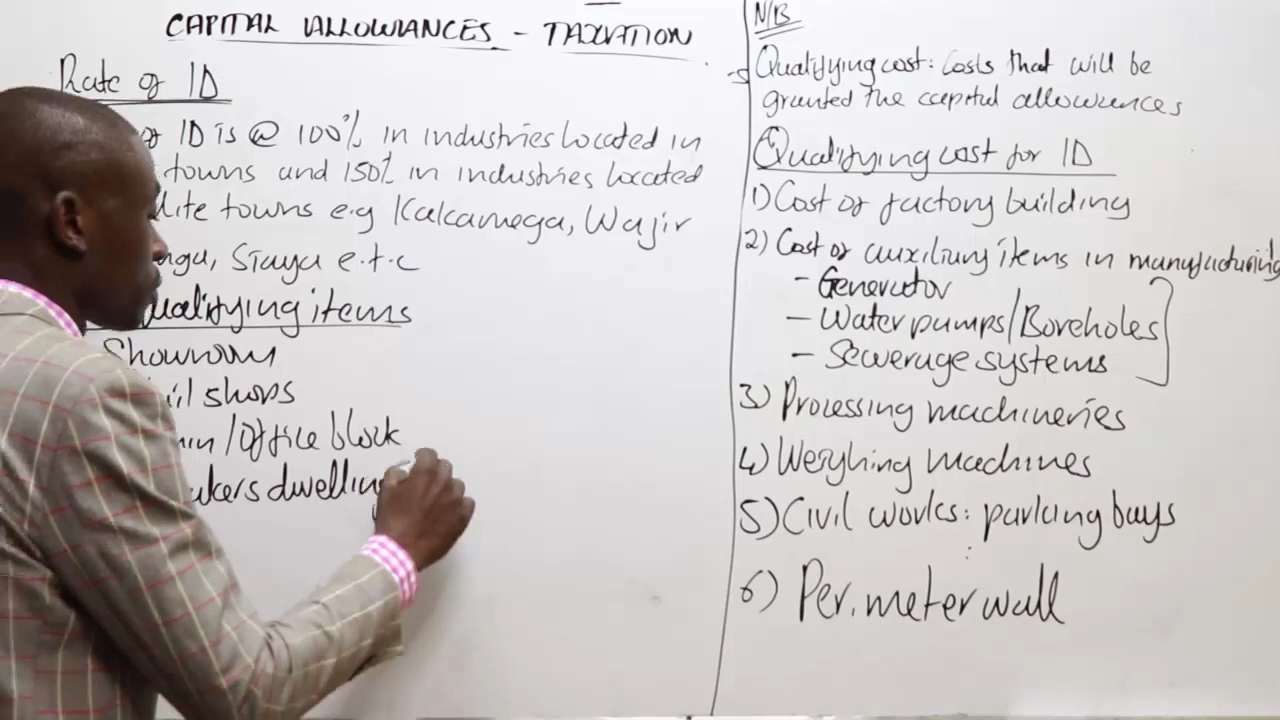 CAPITAL ALLOWANCES - TAXATION
Rate of ID
of ID is @ 100% in industries located in
towns and 150% in industries located
lite towns e.g Kakamega, Wajir
nga, Siaya e.t.c
ualifying items
Showroom
il shops
min/Office block
dwelling
N/B
Qualifying cost: costs that will be
granted the capital allowances
Qualifying cost for ID
1) Cost of factory building
2) Cost of auxiliary items in manufacturing
- Generator
- Water pumps/Boreholes
- Sewerage systems
3) Processing machineries
4) Weighing machines
5) Civil works: parking bays
6) Perimeter wall